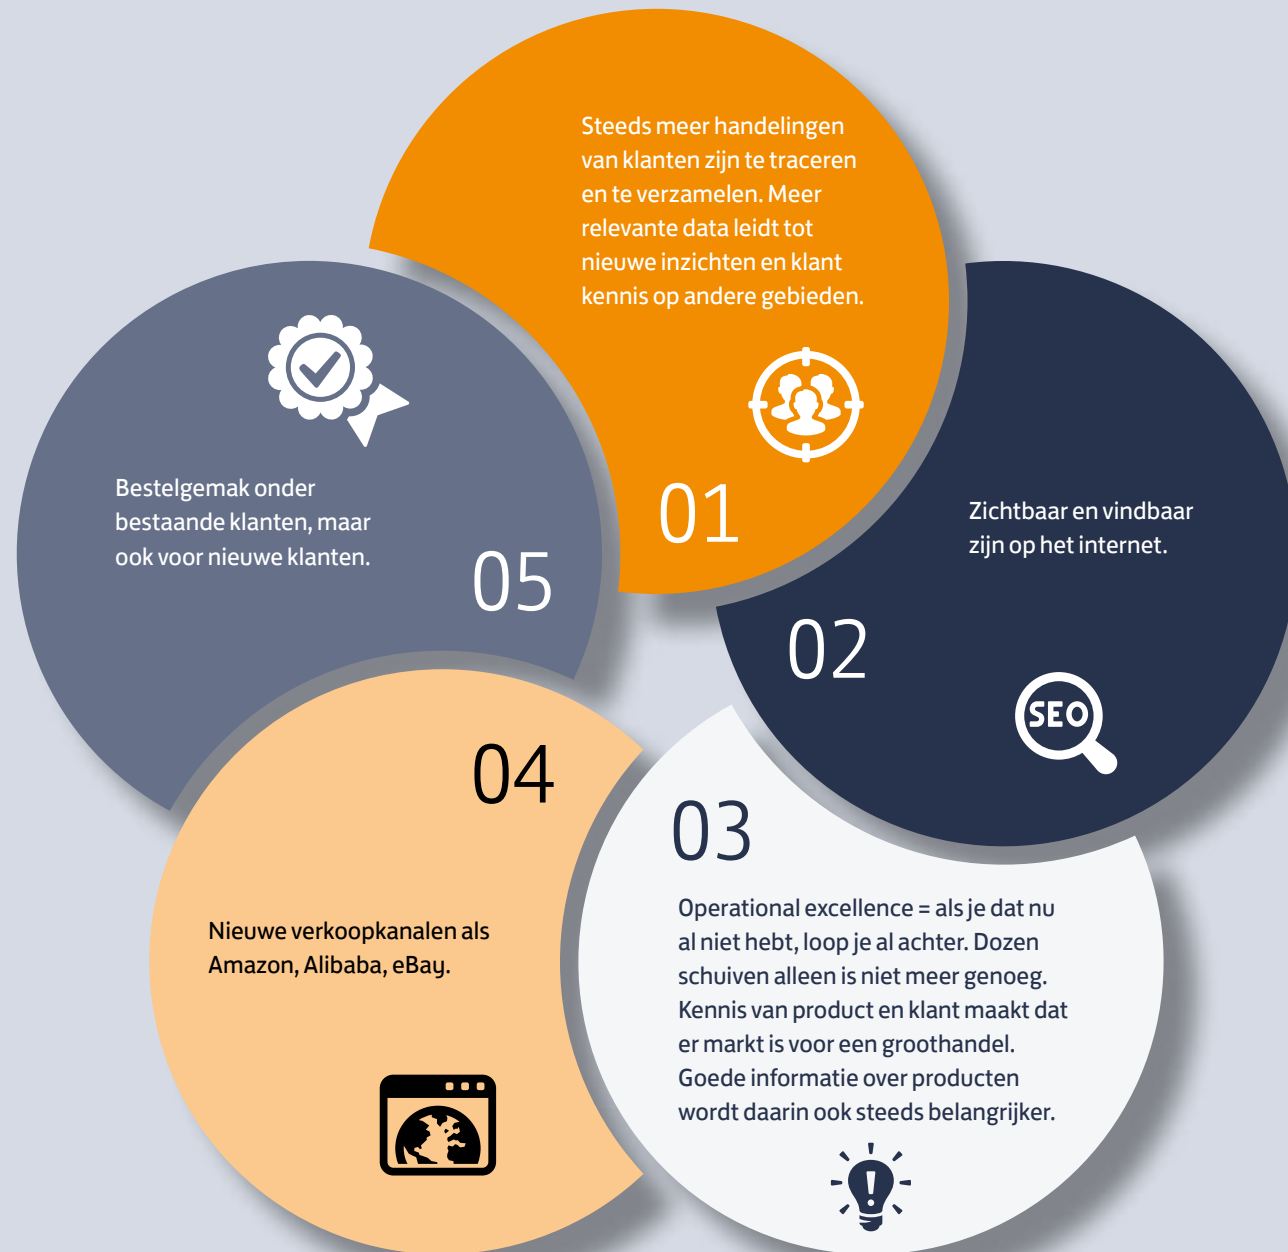 Steeds meer handelingen
van klanten zijn te traceren
en te verzamelen. Meer
relevante data leidt tot
nieuwe inzichten en klant
kennis op andere gebieden.
01
Zichtbaar en vindbaar
zijn op het internet.
02
SEO
03
Operational excellence = als je dat nu
al niet hebt, loop je al achter. Dozen
schuiven alleen is niet meer genoeg.
Kennis van product en klant maakt dat
er markt is voor een groothandel.
Goede informatie over producten
wordt daarin ook steeds belangrijker.
04
Nieuwe verkoopkanalen als
Amazon, Alibaba, eBay.
Bestelgemak onder
bestaande klanten, maar
ook voor nieuwe klanten.
05